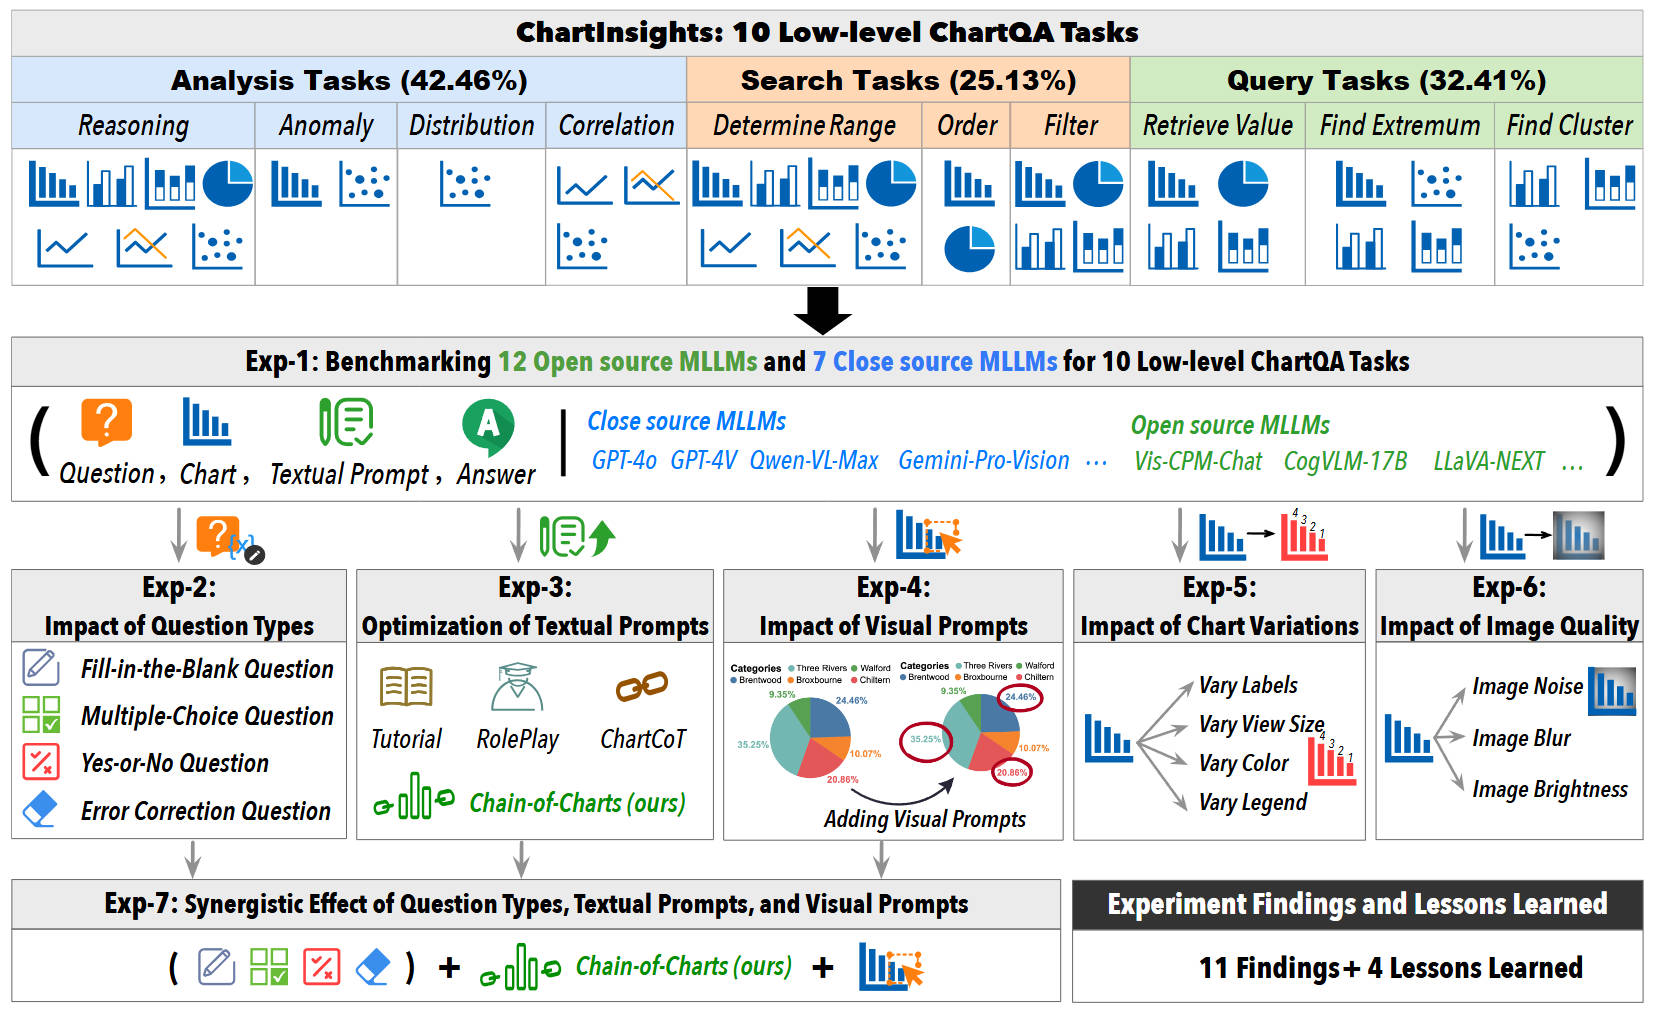 ChartInsights: 10 Low-level ChartQA Tasks
Analysis Tasks (42.46%)
Search Tasks (25.13%)
Query Tasks (32.41%)
Reasoning
Anomaly
Distribution
Correlation
Determine Range
Order
Filter
Retrieve Value
Find Extremum
Find Cluster
Exp-1: Benchmarking 12 Open source MLLMs and 7 Close source MLLMs for 10 Low-level ChartQA Tasks
( Question , Chart , Textual Prompt , Answer | )
A
Close source MLLMs
GPT-4o GPT-4V Qwen-VL-Max Gemini-Pro-Vision ...
Open source MLLMs
Vis-CPM-Chat CogVLM-17B LLaVA-NEXT ...
?
{x}
4 3 2 1
Exp-2:
Impact of Question Types
Fill-in-the-Blank Question
Multiple-Choice Question
Yes-or-No Question
Error Correction Question
Exp-3:
Optimization of Textual Prompts
Tutorial
RolePlay
ChartCoT
Chain-of-Charts (ours)
Exp-4:
Impact of Visual Prompts
Categories Three Rivers Walford
Brentwood Broxbourne Chiltern
9.35%
24.46%
35.25%
10.07%
20.86%
Categories Three Rivers Walford
Brentwood Broxbourne Chiltern
9.35%
24.46%
35.25%
10.07%
20.86%
Adding Visual Prompts
Exp-5:
Impact of Chart Variations
Vary Labels
Vary View Size
Vary Color
Vary Legend
4 3 2 1
Exp-6:
Impact of Image Quality
Image Noise
Image Blur
Image Brightness
Exp-7: Synergistic Effect of Question Types, Textual Prompts, and Visual Prompts
( ) + Chain-of-Charts (ours) +
Experiment Findings and Lessons Learned
11 Findings + 4 Lessons Learned